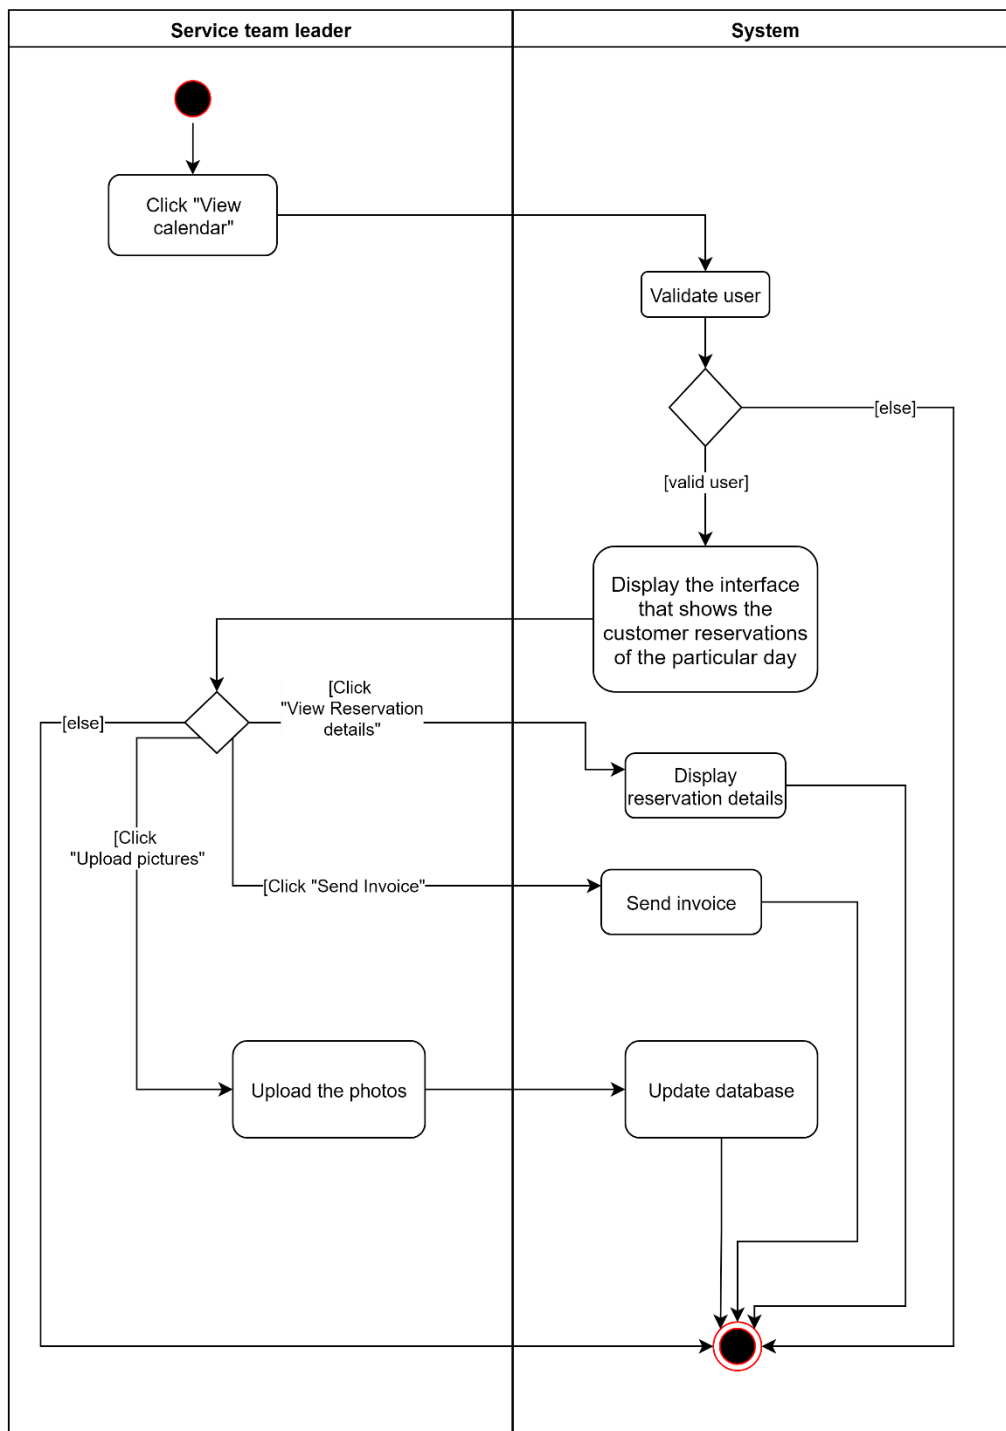 Service team leader
System
Click "View
calendar"
Validate user
[else]
[valid user]
Display the interface
that shows the
customer reservations
of the particular day
[Click
"View Reservation
details"
[else]
Display
reservation details
[Click
"Upload pictures"
[Click "Send Invoice"
Send invoice
Upload the photos
Update database